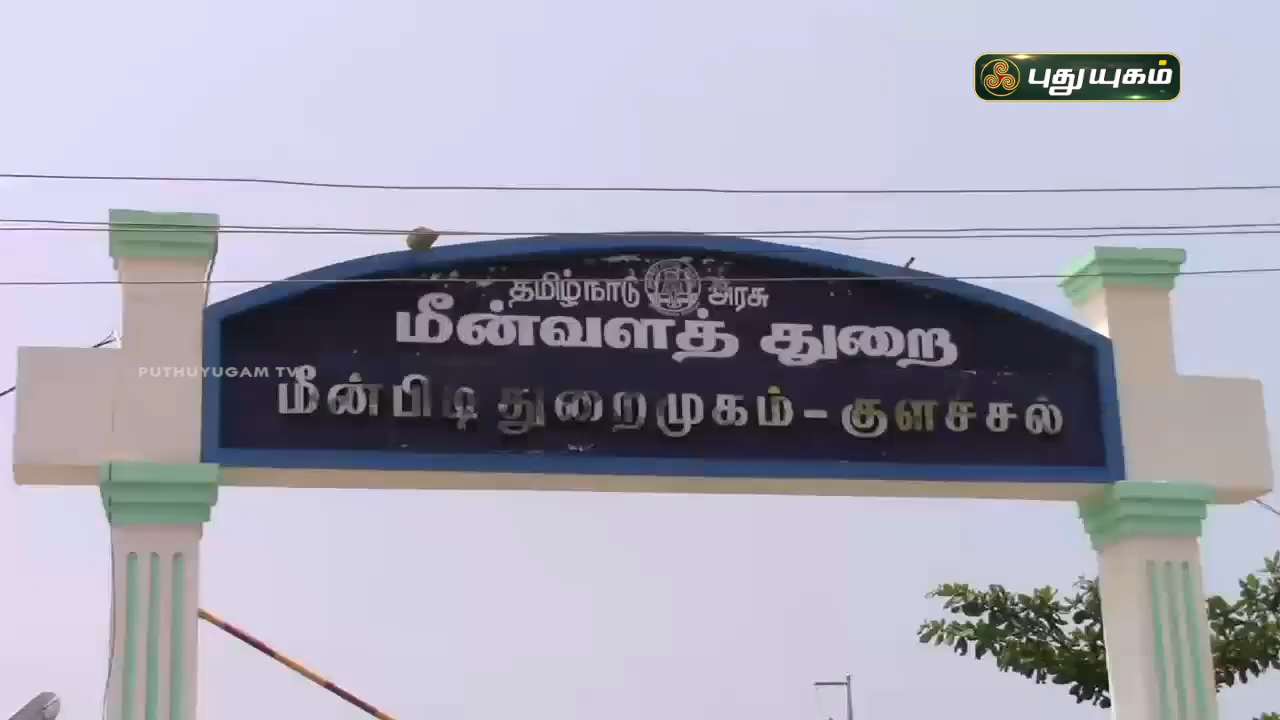 புதுயுகம்
தமிழ்நாடு அரசு
மீன்வளத் துறை
PUTHUYUGAM TV
மீன்பிடி துறைமுகம் - குளச்சல்